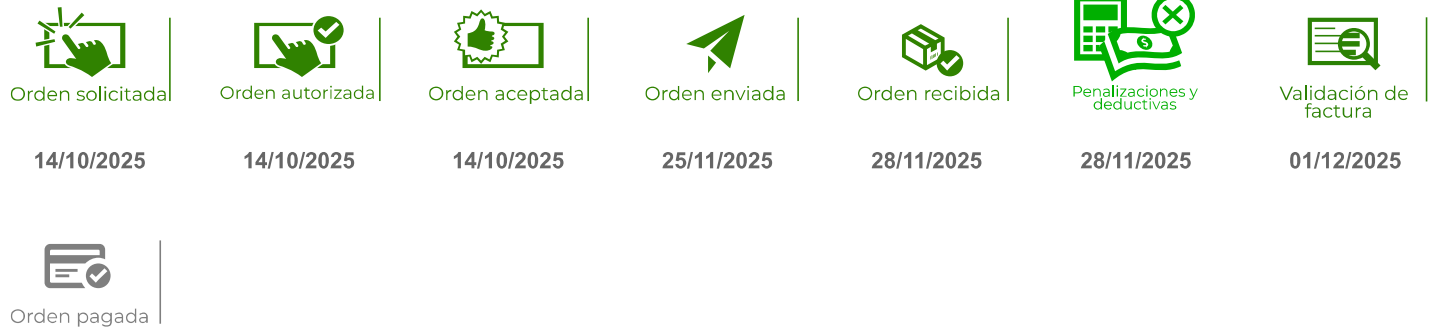 Orden solicitada
Orden autorizada
Orden aceptada
Orden enviada
Orden recibida
Penalizaciones y
deductivas
Validación de
factura
14/10/2025
14/10/2025
14/10/2025
25/11/2025
28/11/2025
28/11/2025
01/12/2025
Orden pagada